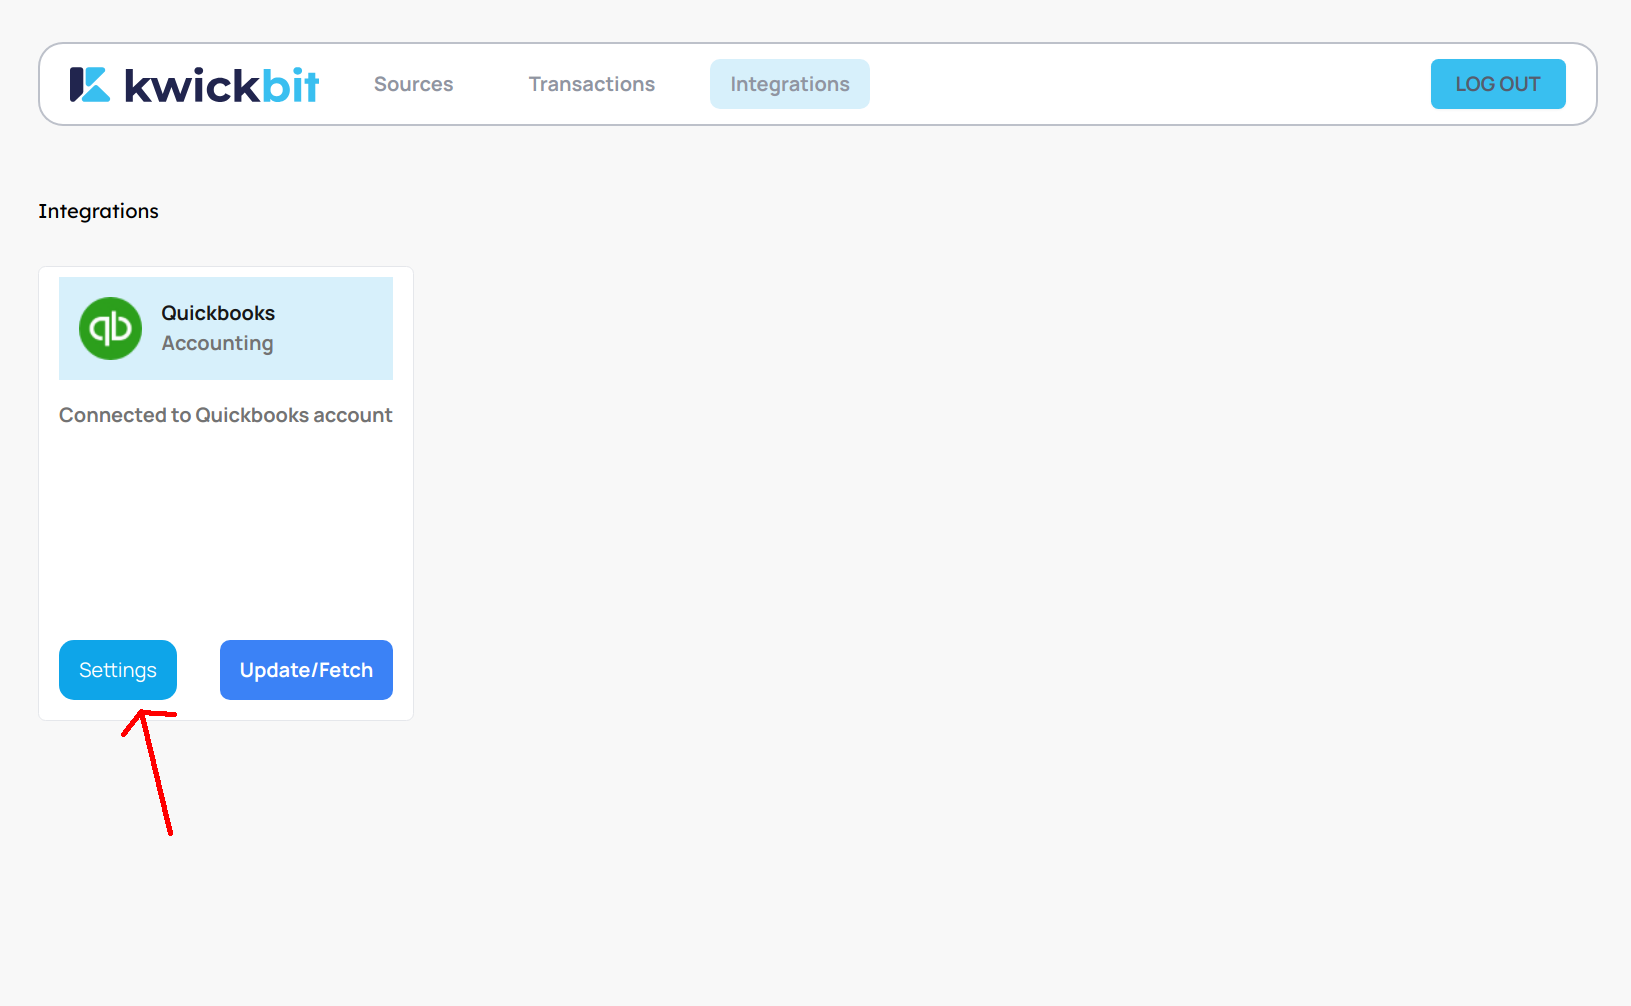 kwickbit Sources Transactions Integrations LOG OUT
Integrations
qb
Quickbooks
Accounting
Connected to Quickbooks account
Settings Update/Fetch